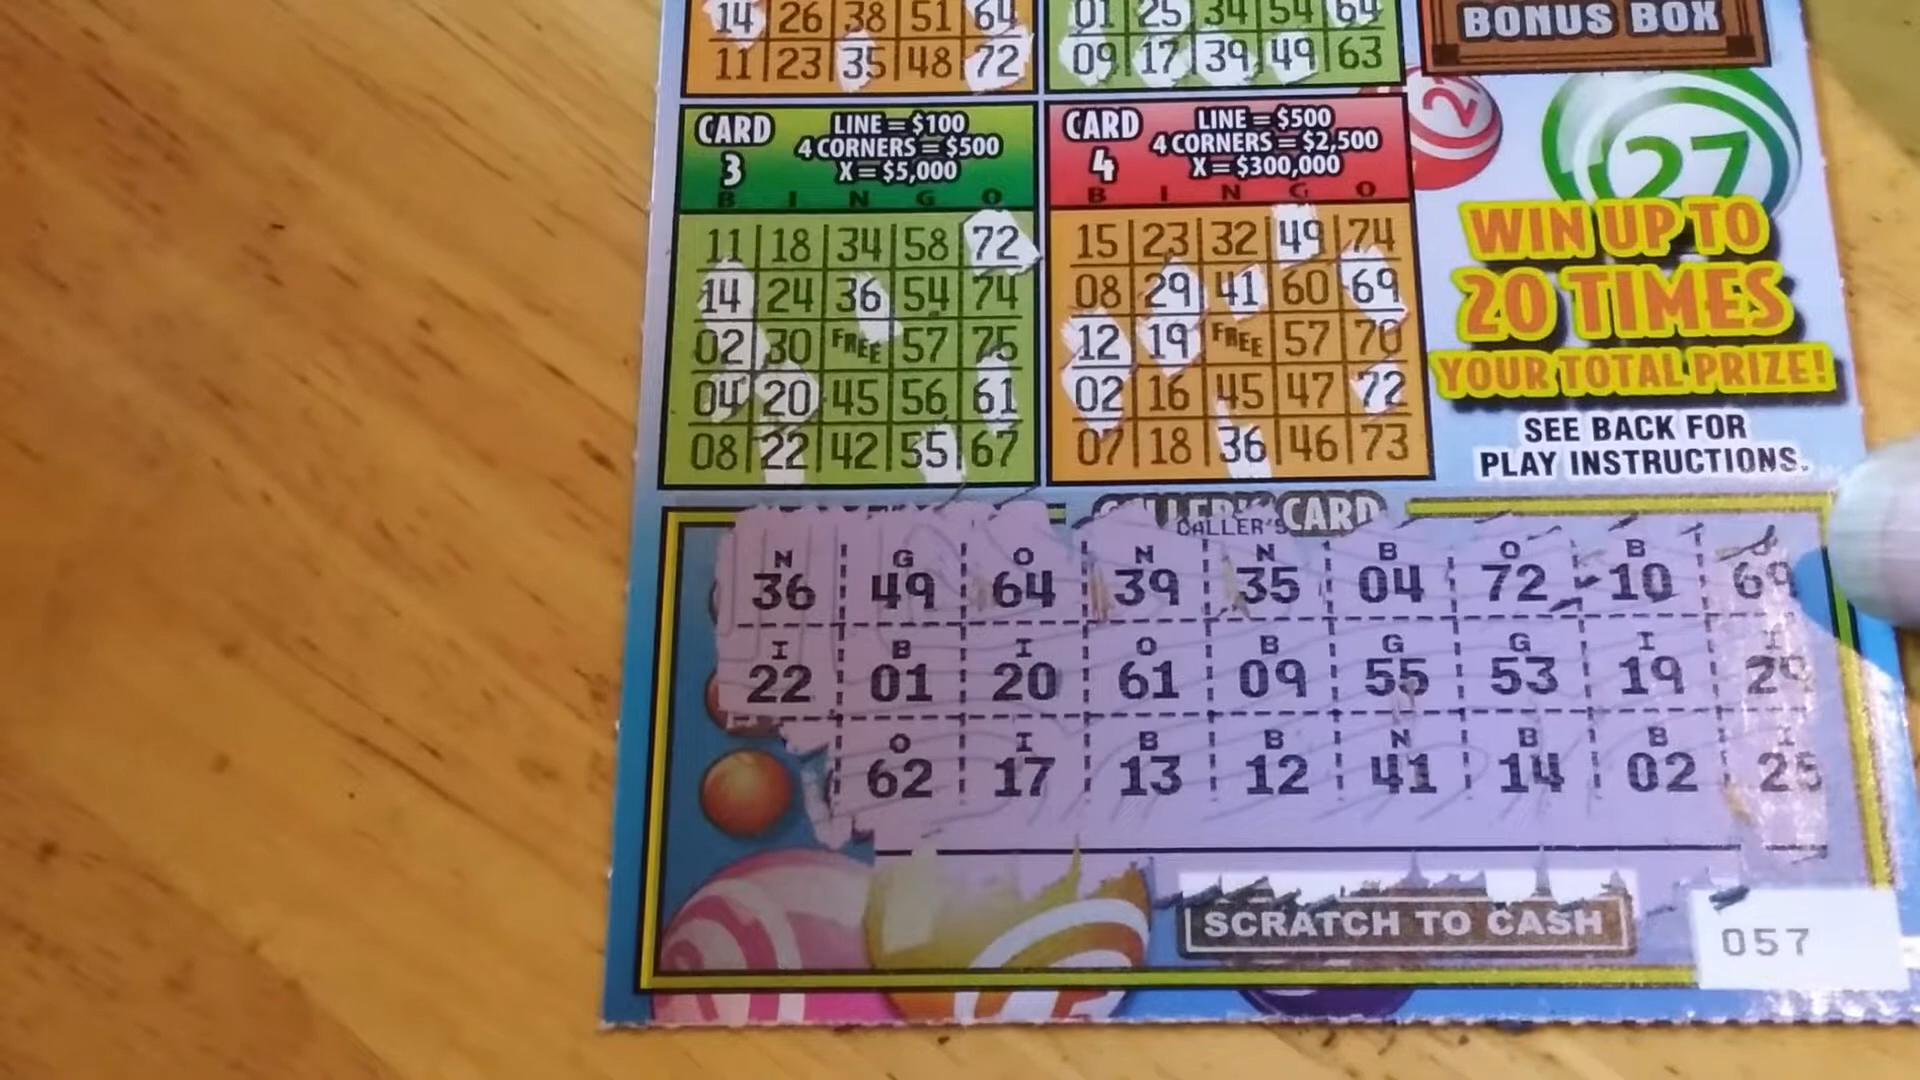 14 26 38 51 64
11 23 35 48 72
01 25 34 54 64
09 17 39 49 63
BONUS BOX
CARD 3
LINE = $100
4 CORNERS = $500
X = $5,000
B I N G O
11 18 34 58 72
14 24 36 54 74
02 30 FREE 57 75
04 20 45 56 61
08 22 42 55 67
CARD 4
LINE = $500
4 CORNERS = $2,500
X = $300,000
B I N G O
15 23 32 49 74
08 29 41 60 69
12 19 FREE 57 70
02 16 45 47 72
07 18 36 46 73
2
27
WIN UP TO
20 TIMES
YOUR TOTAL PRIZE!
SEE BACK FOR
PLAY INSTRUCTIONS.
CALLER'S CARD
CALLER'S
N G O N N B O B
36 49 64 39 35 04 72 10 69
I B I O B G G I I
22 01 20 61 09 55 53 19 29
O I B B N B B I
62 17 13 12 41 14 02 25
SCRATCH TO CASH
057